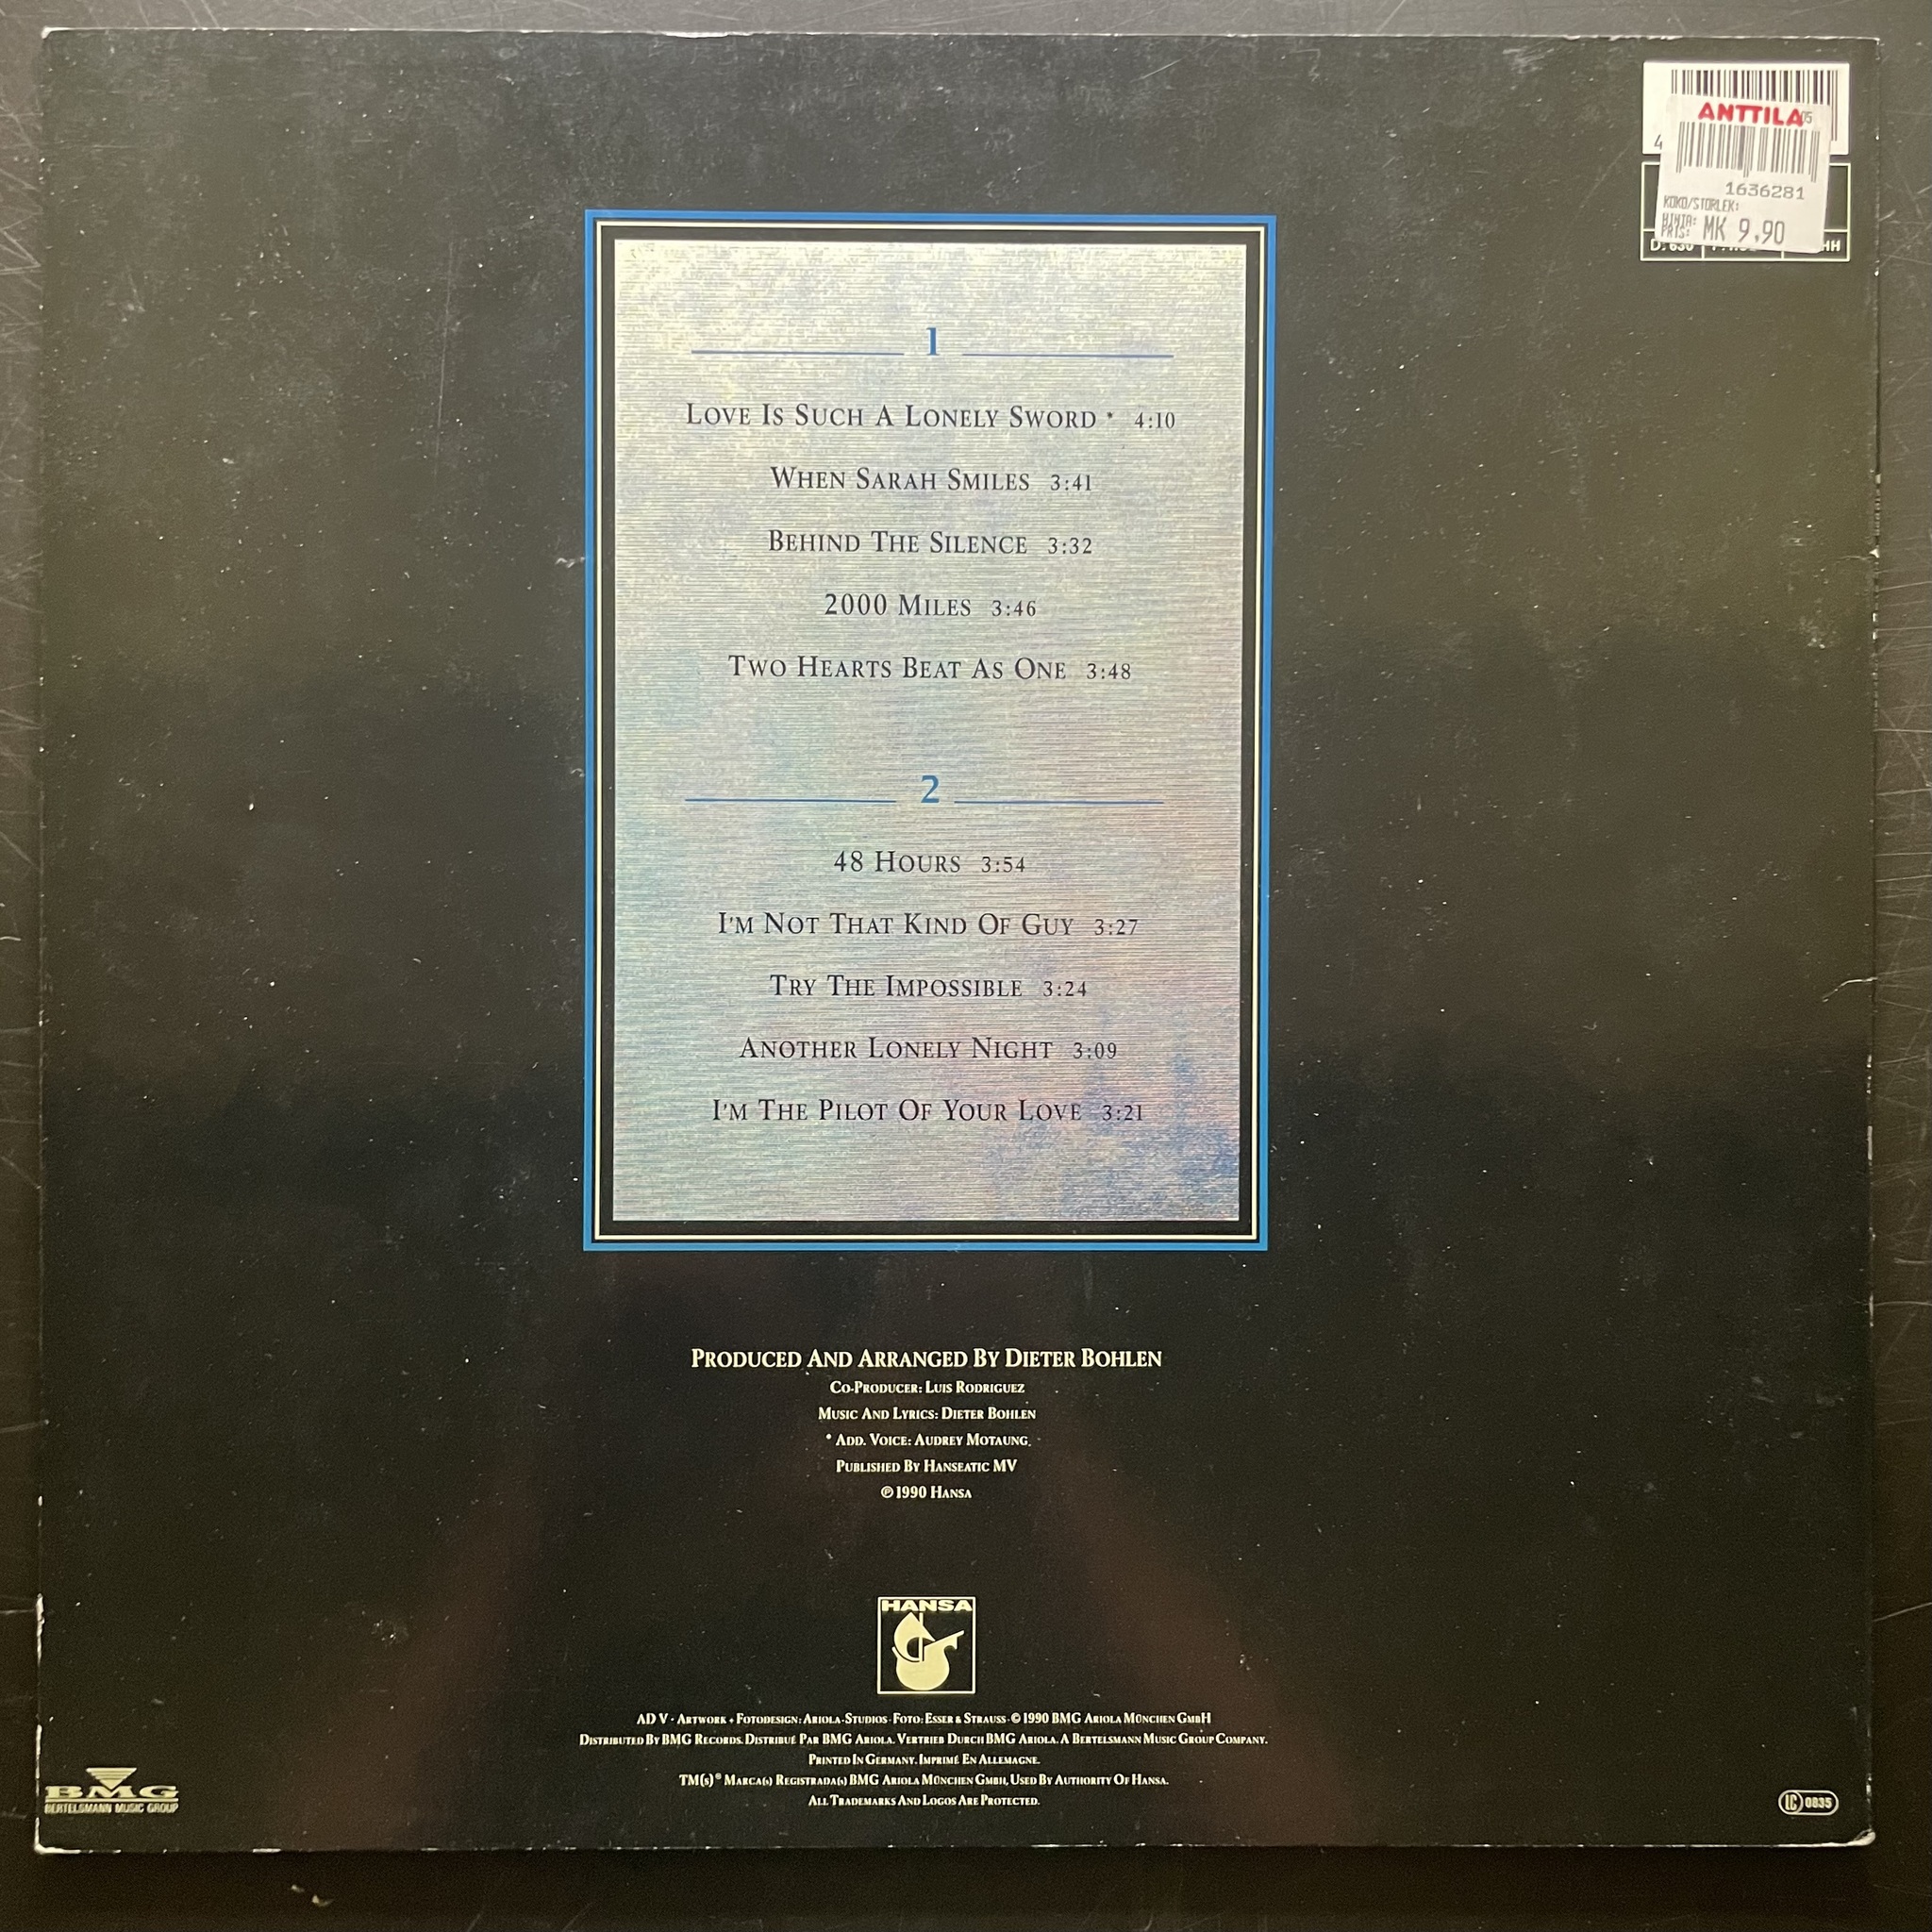 ANTTILA
1636281
KOKO/STORLEK:
HINTA:
PRIS: MK 9,90
1
LOVE IS SUCH A LONELY SWORD * 4:10
WHEN SARAH SMILES 3:41
BEHIND THE SILENCE 3:32
2000 MILES 3:46
TWO HEARTS BEAT AS ONE 3:48
2
48 HOURS 3:54
I'M NOT THAT KIND OF GUY 3:27
TRY THE IMPOSSIBLE 3:24
ANOTHER LONELY NIGHT 3:09
I'M THE PILOT OF YOUR LOVE 3:21
PRODUCED AND ARRANGED BY DIETER BOHLEN
CO-PRODUCER: LUIS RODRIGUEZ
MUSIC AND LYRICS: DIETER BOHLEN
* ADD. VOICE: AUDREY MOTAUNG
PUBLISHED BY HANSEATIC MV
℗ 1990 HANSA
HANSA
AD V · ARTWORK + FOTODESIGN: ARIOLA-STUDIOS · FOTO: ESSER & STRAUSS · © 1990 BMG ARIOLA MÜNCHEN GMBH
DISTRIBUTED BY BMG RECORDS. DISTRIBUÉ PAR BMG ARIOLA. VERTRIEB DURCH BMG ARIOLA. A BERTELSMANN MUSIC GROUP COMPANY.
PRINTED IN GERMANY. IMPRIMÉ EN ALLEMAGNE.
TM(S)® MARCA(S) REGISTRADA(S) BMG ARIOLA MÜNCHEN GMBH, USED BY AUTHORITY OF HANSA.
ALL TRADEMARKS AND LOGOS ARE PROTECTED.
BMG
BERTELSMANN MUSIC GROUP
LC 0835